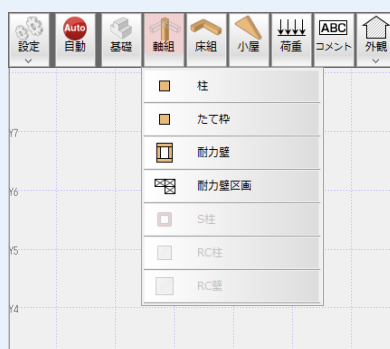 設定
Auto
自動
基礎
軸組
床組
小屋
荷重
ABC
コメント
外観
柱
たて枠
耐力壁
耐力壁区画
S柱
RC柱
RC壁
Y7
Y6
Y5
Y4